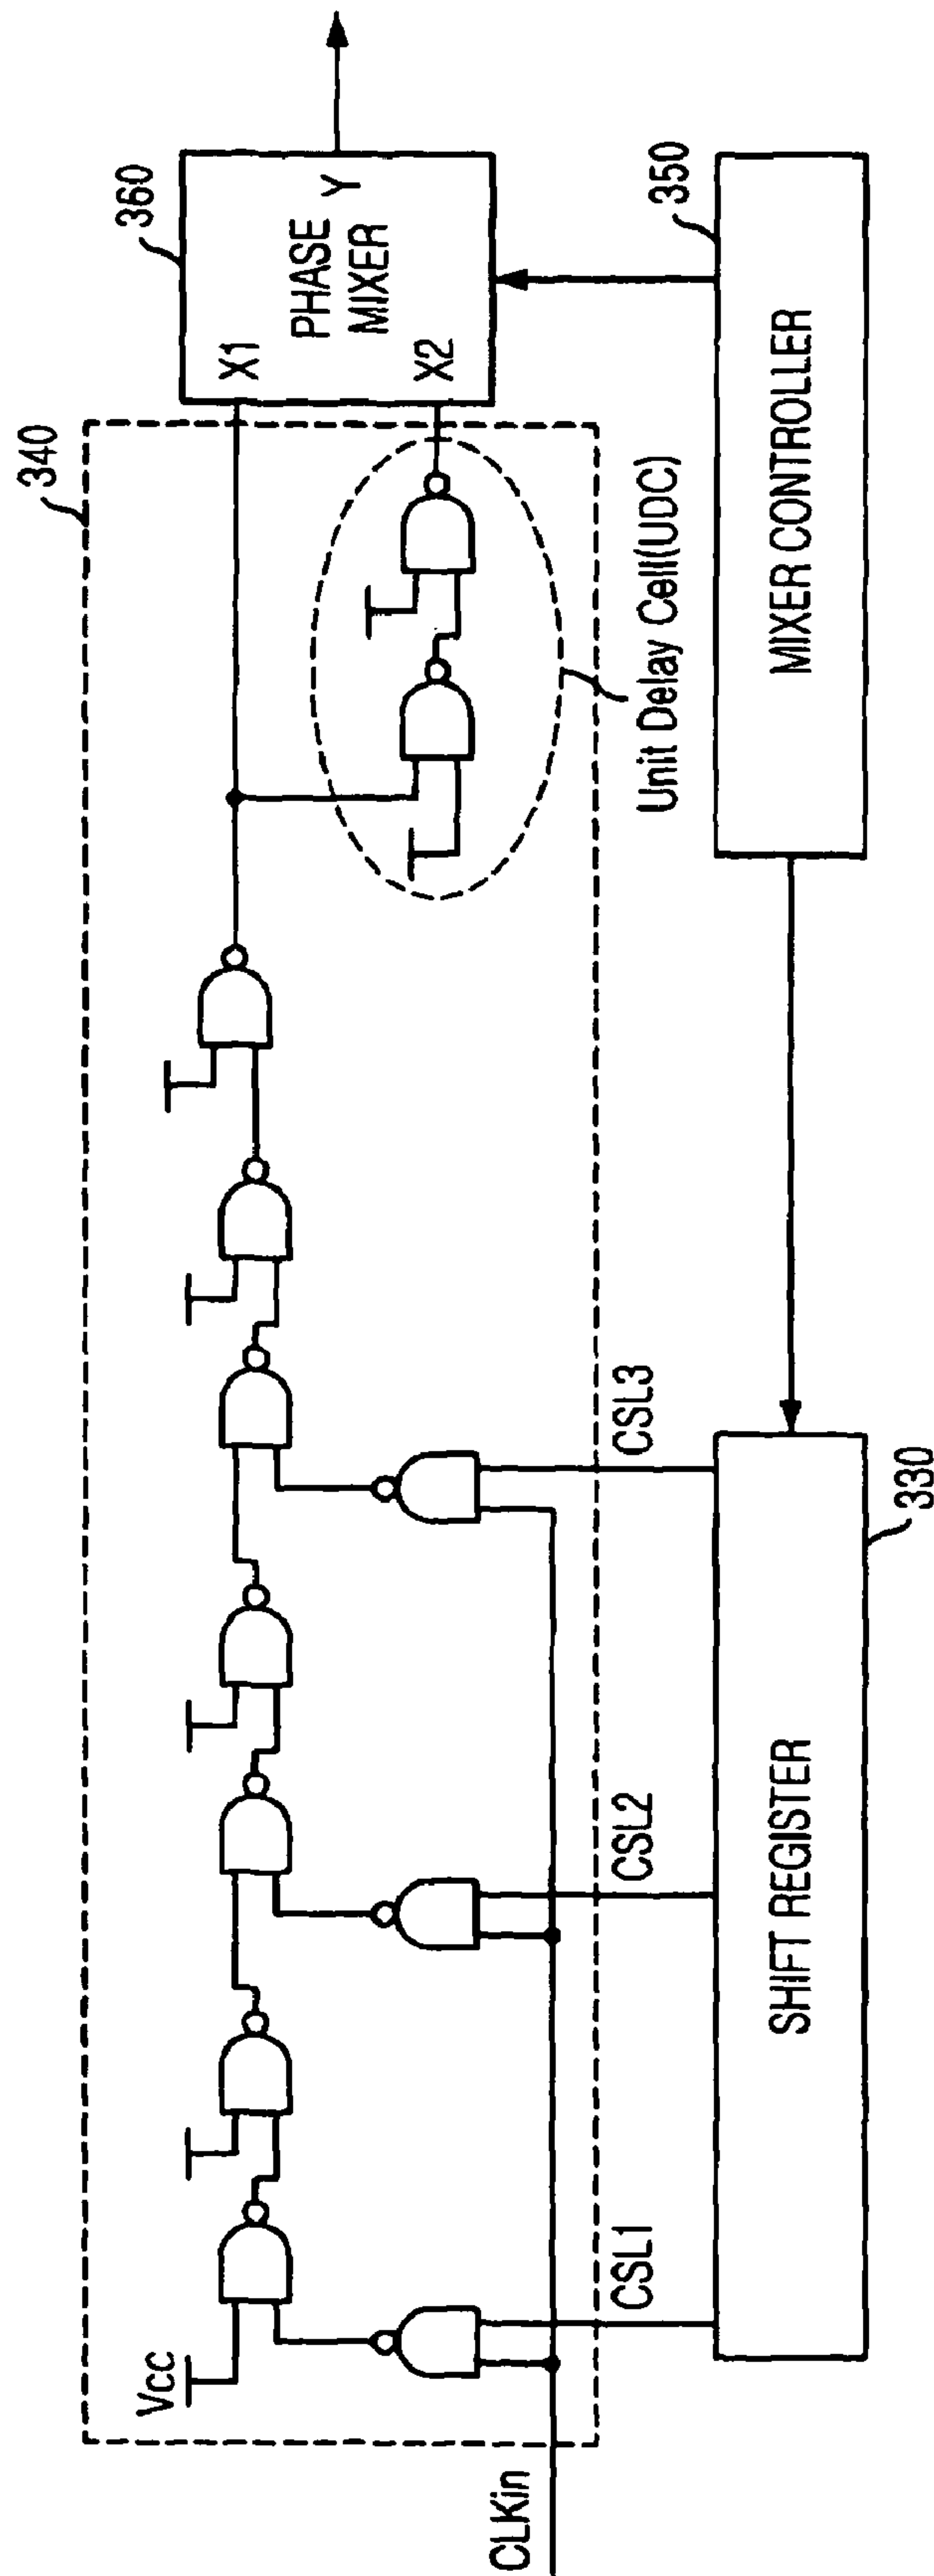 340
360
X1
Y
PHASE
MIXER
X2
Vcc
Unit Delay Cell(UDC)
CLKin
CSL1
CSL2
CSL3
350
SHIFT REGISTER
330
MIXER CONTROLLER